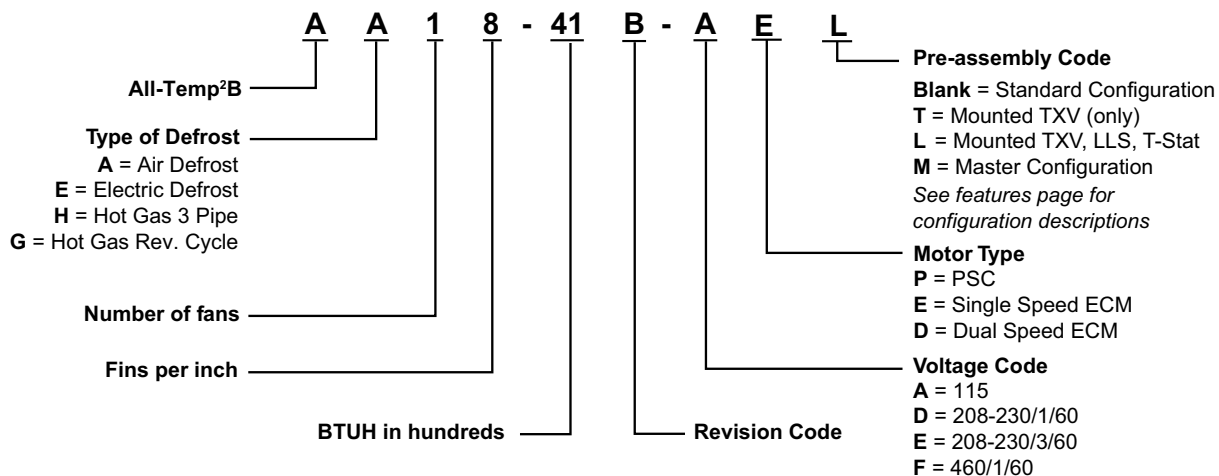 A A 1 8 - 41 B - A E L
All-Temp²B
Type of Defrost
A = Air Defrost
E = Electric Defrost
H = Hot Gas 3 Pipe
G = Hot Gas Rev. Cycle
Number of fans
Fins per inch
BTUH in hundreds
Revision Code
Pre-assembly Code
Blank = Standard Configuration
T = Mounted TXV (only)
L = Mounted TXV, LLS, T-Stat
M = Master Configuration
See features page for
configuration descriptions
Motor Type
P = PSC
E = Single Speed ECM
D = Dual Speed ECM
Voltage Code
A = 115
D = 208-230/1/60
E = 208-230/3/60
F = 460/1/60